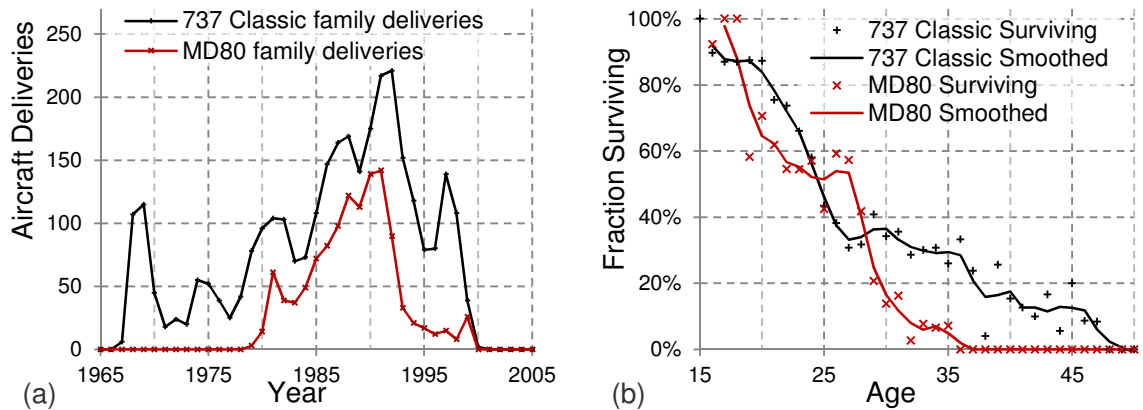 737 Classic family deliveries
MD80 family deliveries
Aircraft Deliveries
250
200
150
100
50
0
1965
1975
1985
1995
2005
Year
(a)
737 Classic Surviving
737 Classic Smoothed
MD80 Surviving
MD80 Smoothed
Fraction Surviving
100%
80%
60%
40%
20%
0%
15
25
35
45
Age
(b)